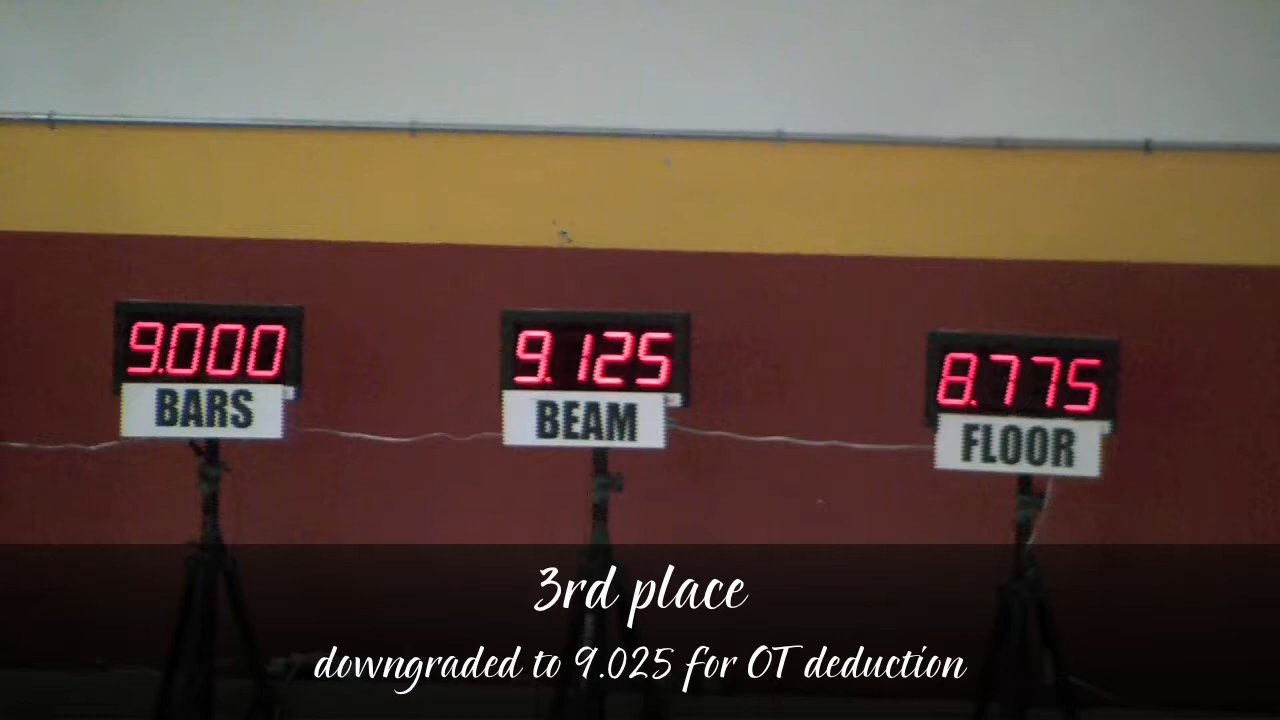 9.000
BARS
9.125
BEAM
8.775
FLOOR
3rd place
downgraded to 9.025 for OT deduction